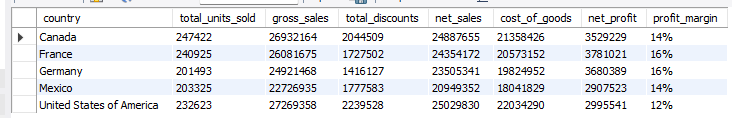 country total_units_sold gross_sales total_discounts net_sales cost_of_goods net_profit profit_margin
Canada 247422 26932164 2044509 24887655 21358426 3529229 14%
France 240925 26081675 1727502 24354172 20573152 3781021 16%
Germany 201493 24921468 1416127 23505341 19824952 3680389 16%
Mexico 203325 22726935 1777583 20949352 18041829 2907523 14%
United States of America 232623 27269358 2239528 25029830 22034290 2995541 12%